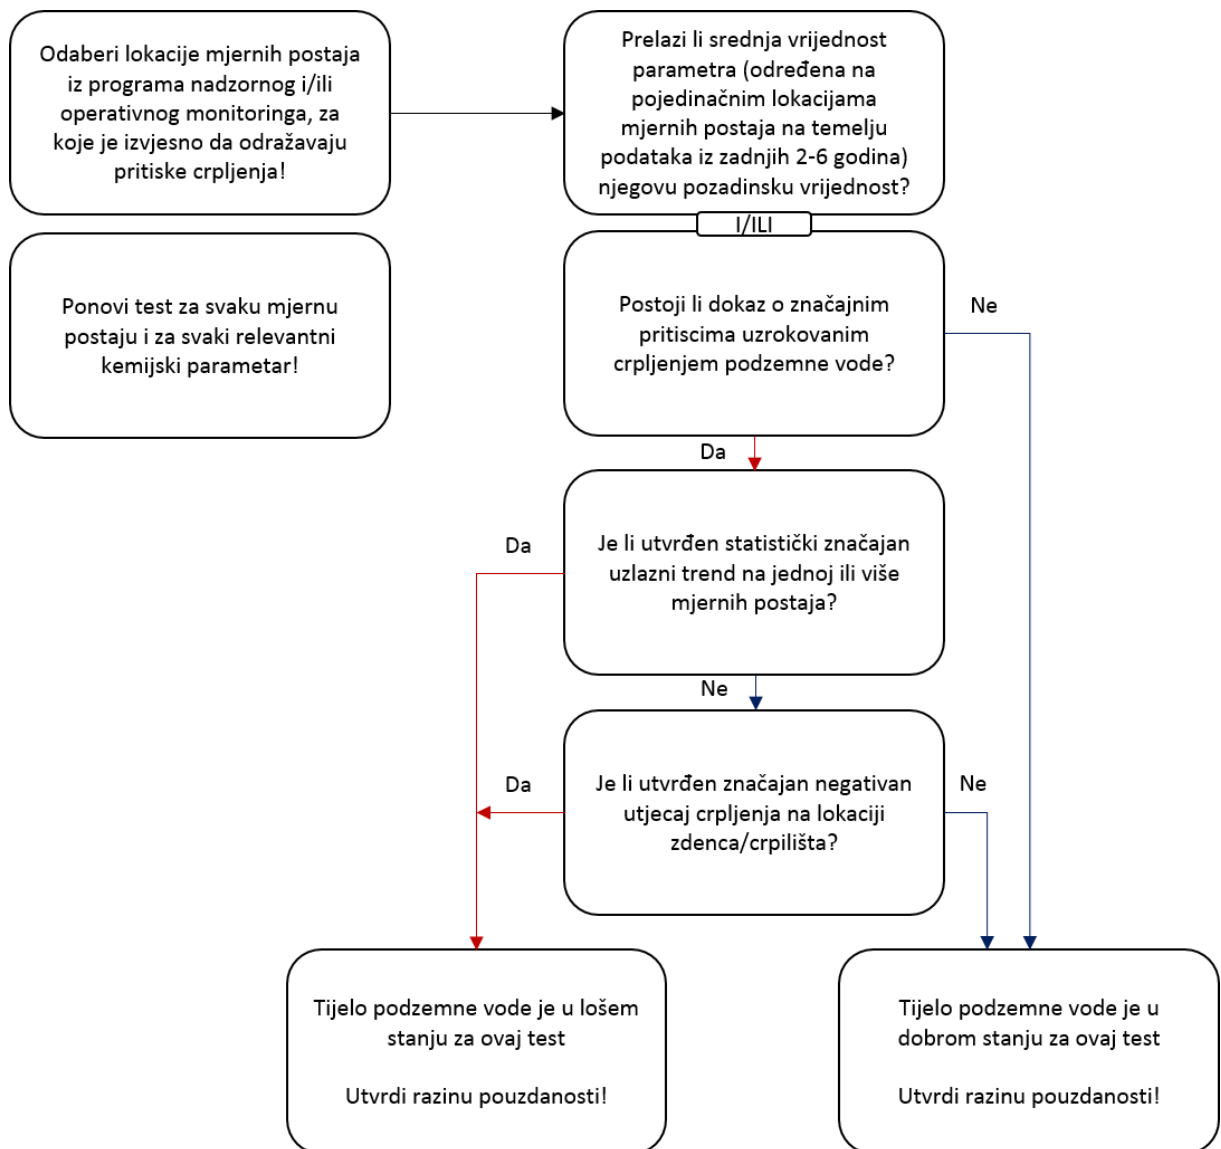 Odaberi lokacije mjernih postaja
iz programa nadzornog i/ili
operativnog monitoringa, za
koje je izvjesno da odražavaju
pritiske crpljenja!
Prelazi li srednja vrijednost
parametra (određena na
pojedinačnim lokacijama
mjernih postaja na temelju
podataka iz zadnjih 2-6 godina)
njegovu pozadinsku vrijednost?
I/ILI
Ponovi test za svaku mjernu
postaju i za svaki relevantni
kemijski parametar!
Postoji li dokaz o značajnim
pritiscima uzrokovanim
crpljenjem podzemne vode?
Ne
Da
Je li utvrđen statistički značajan
uzlazni trend na jednoj ili više
mjernih postaja?
Da
Ne
Je li utvrđen značajan negativan
utjecaj crpljenja na lokaciji
zdenca/crpilišta?
Da
Ne
Tijelo podzemne vode je u lošem
stanju za ovaj test
Utvrdi razinu pouzdanosti!
Tijelo podzemne vode je u
dobrom stanju za ovaj test
Utvrdi razinu pouzdanosti!